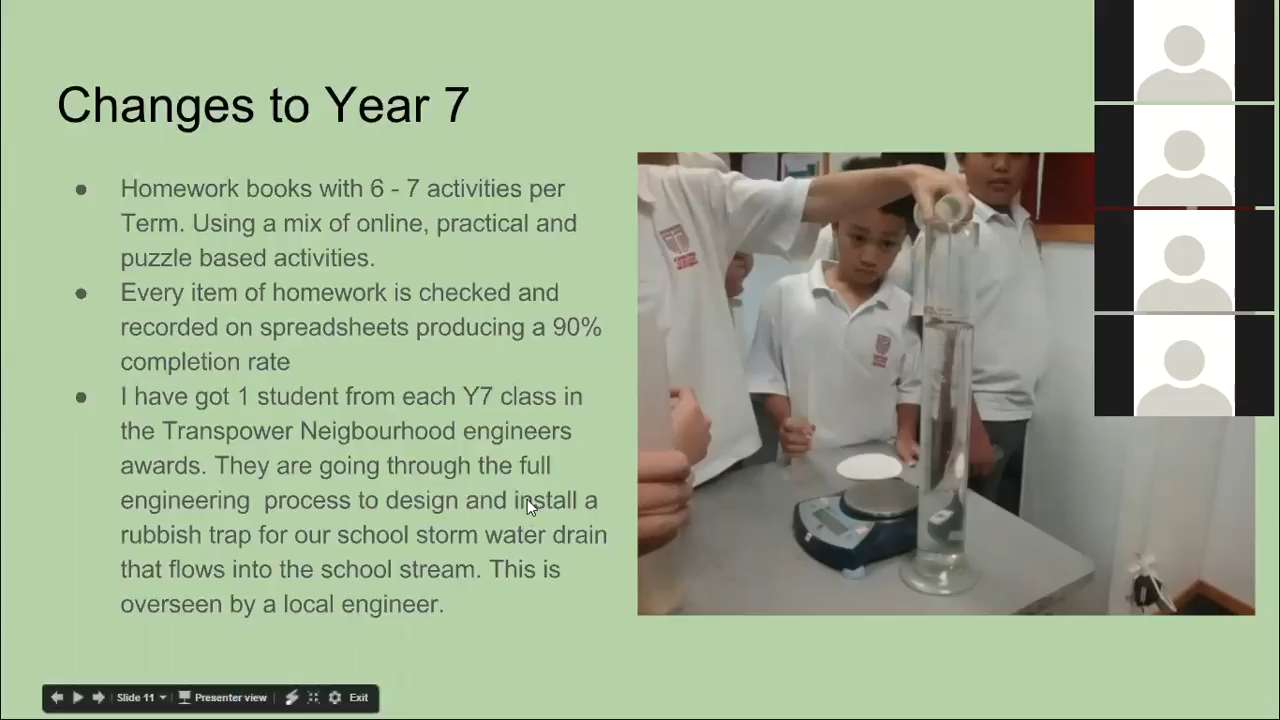 Changes to Year 7
● Homework books with 6 - 7 activities per
Term. Using a mix of online, practical and
puzzle based activities.
● Every item of homework is checked and
recorded on spreadsheets producing a 90%
completion rate
● I have got 1 student from each Y7 class in
the Transpower Neigbourhood engineers
awards. They are going through the full
engineering process to design and install a
rubbish trap for our school storm water drain
that flows into the school stream. This is
overseen by a local engineer.
Slide 11
Presenter view
Exit